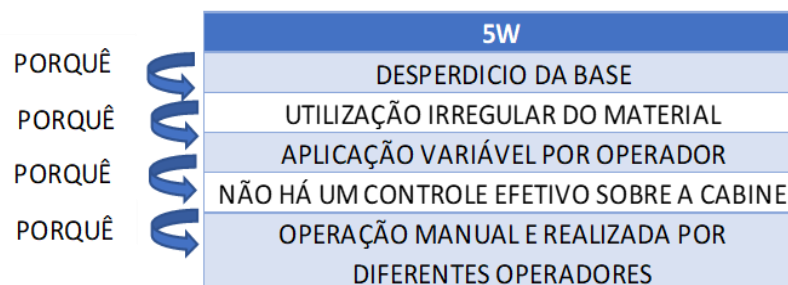 5W
PORQUÊ
DESPERDICIO DA BASE
PORQUÊ
UTILIZAÇÃO IRREGULAR DO MATERIAL
APLICAÇÃO VARIÁVEL POR OPERADOR
PORQUÊ
NÃO HÁ UM CONTROLE EFETIVO SOBRE A CABINE
PORQUÊ
OPERAÇÃO MANUAL E REALIZADA POR
DIFERENTES OPERADORES